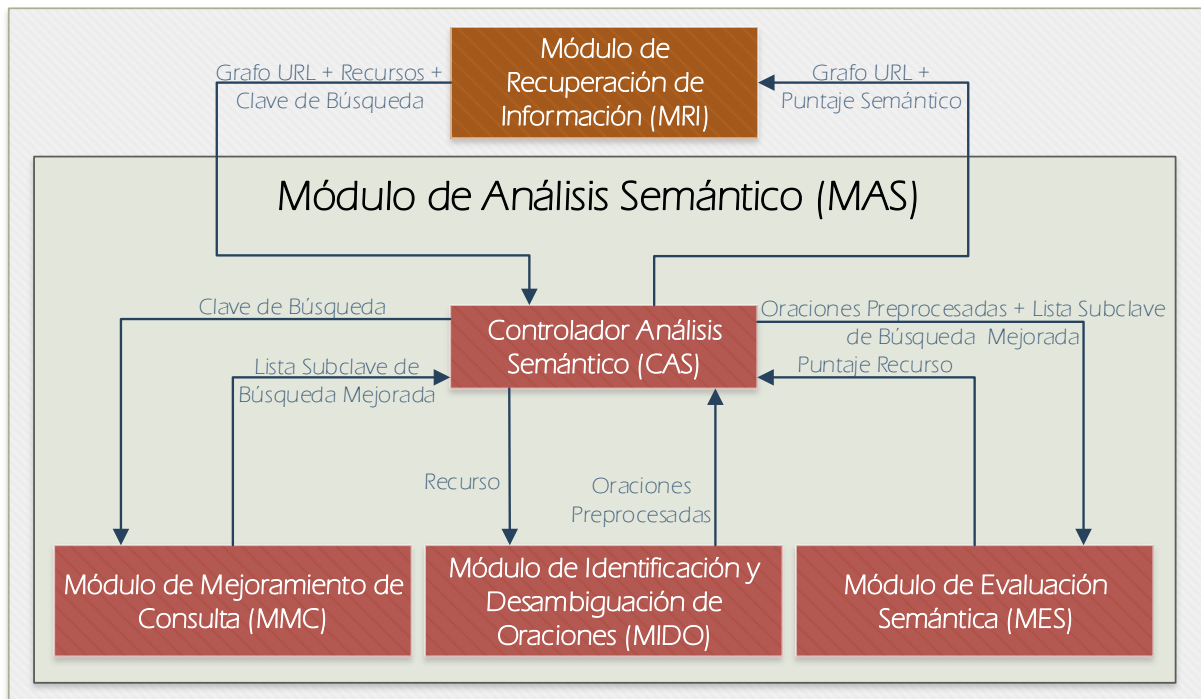 Módulo de
Recuperación de
Información (MRI)
Grafo URL + Recursos +
Clave de Búsqueda
Grafo URL +
Puntaje Semántico
Módulo de Análisis Semántico (MAS)
Clave de Búsqueda
Lista Subclave de
Búsqueda Mejorada
Controlador Análisis
Semántico (CAS)
Oraciones Preprocesadas + Lista Subclave
de Búsqueda Mejorada
Puntaje Recurso
Recurso
Oraciones
Preprocesadas
Módulo de Mejoramiento de
Consulta (MMC)
Módulo de Identificación y
Desambiguación de
Oraciones (MIDO)
Módulo de Evaluación
Semántica (MES)